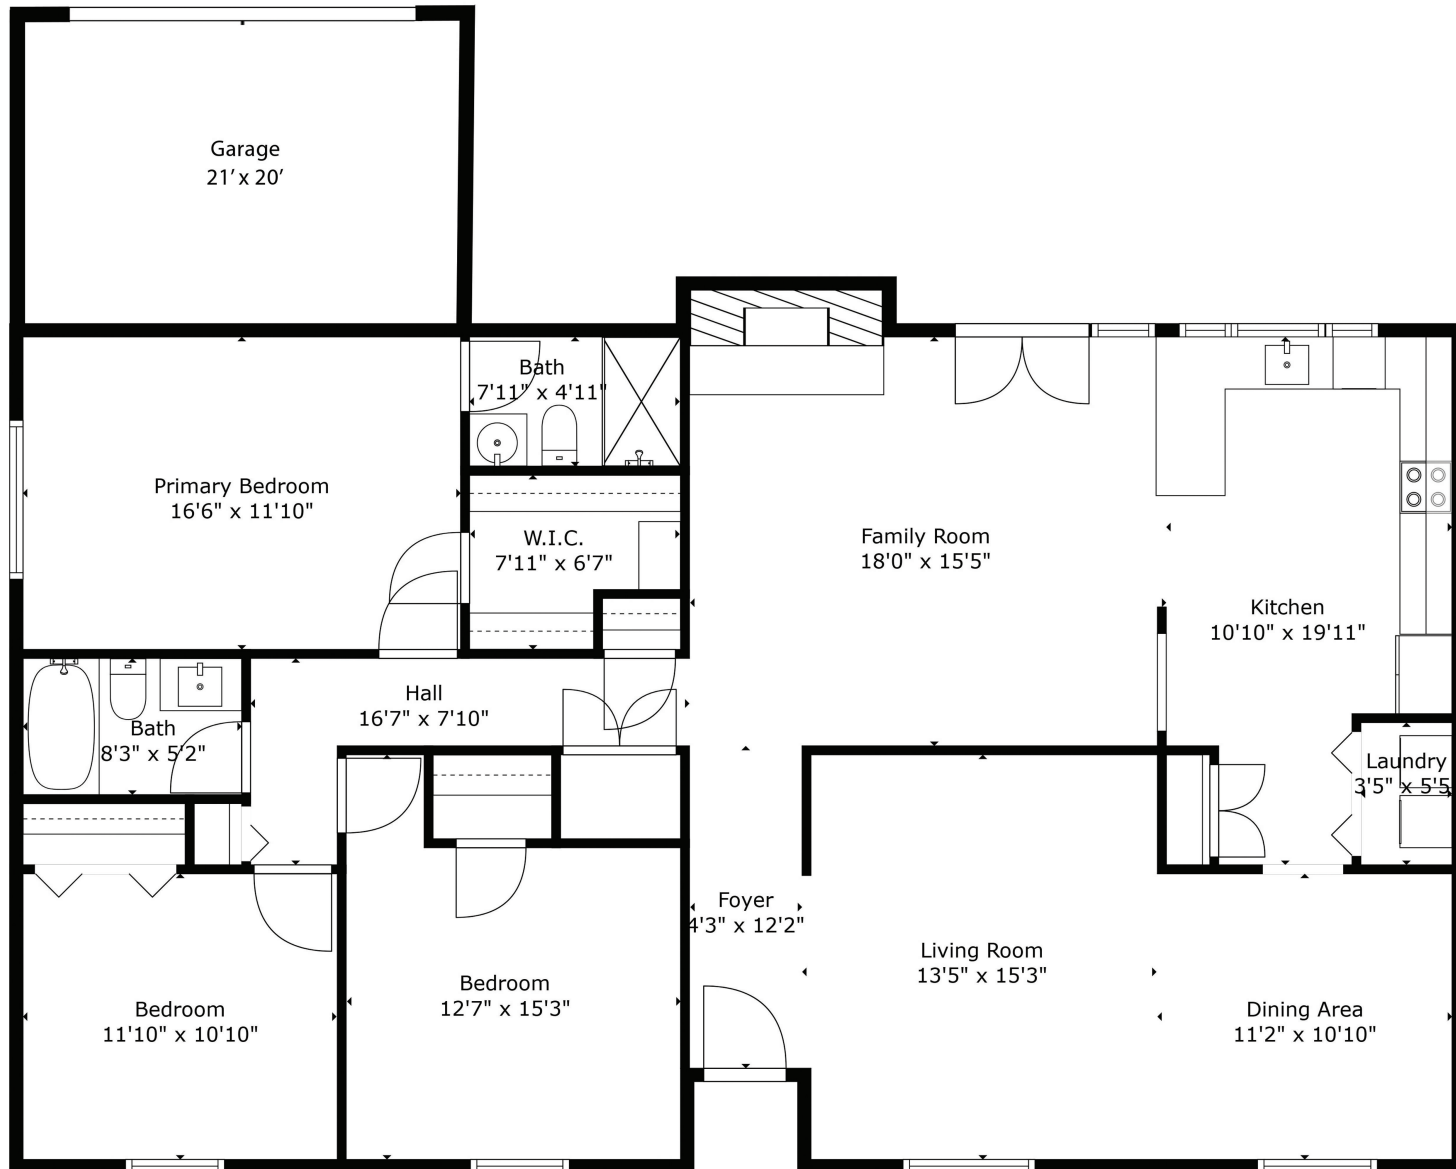 Garage
21' x 20'
Bath
7'11" x 4'11"
Primary Bedroom
16'6" x 11'10"
W.I.C.
7'11" x 6'7"
Family Room
18'0" x 15'5"
Kitchen
10'10" x 19'11"
Hall
16'7" x 7'10"
Bath
8'3" x 5'2"
Laundry
3'5" x 5'5
Foyer
4'3" x 12'2"
Living Room
13'5" x 15'3"
Bedroom
12'7" x 15'3"
Bedroom
11'10" x 10'10"
Dining Area
11'2" x 10'10"